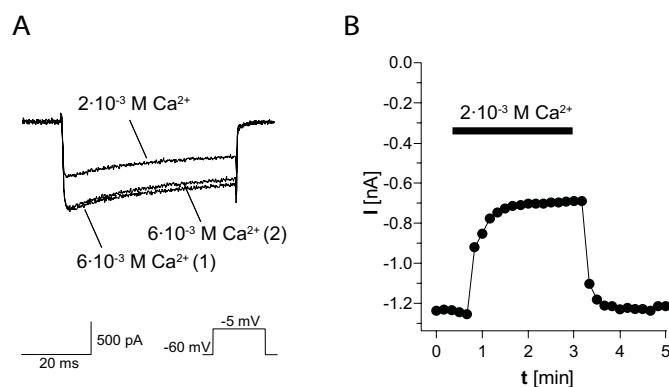 A
2·10⁻³ M Ca²⁺
6·10⁻³ M Ca²⁺ (2)
6·10⁻³ M Ca²⁺ (1)
500 pA
20 ms
-5 mV
-60 mV
B
0.0
-0.2
-0.4
-0.6
-0.8
-1.0
-1.2
I [nA]
2·10⁻³ M Ca²⁺
0 1 2 3 4 5
t [min]